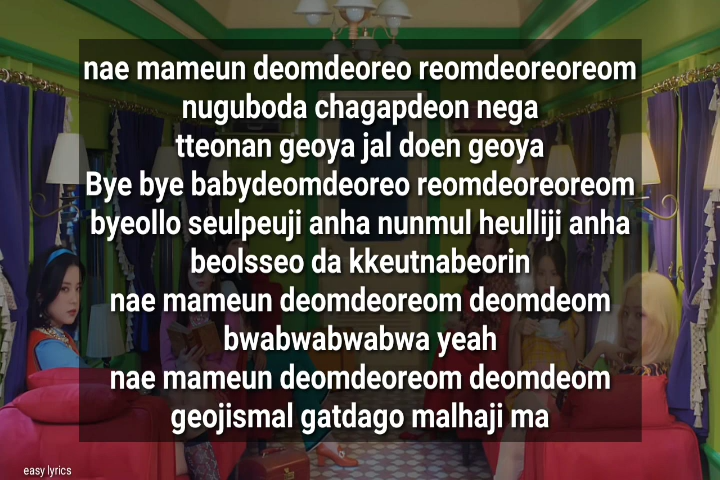 nae mameun deomdeoreo reomdeoreoreom
nuguboda chagapdeon nega
tteonan geoya jal doen geoya
Bye bye babydeomdeoreo reomdeoreoreom
byeollo seulpeuji anha nunmul heulliji anha
beolsseo da kkeutnabeorin
nae mameun deomdeoreom deomdeom
bwabwabwabwa yeah
nae mameun deomdeoreom deomdeom
geojismal gatdago malhaji ma
easy lyrics